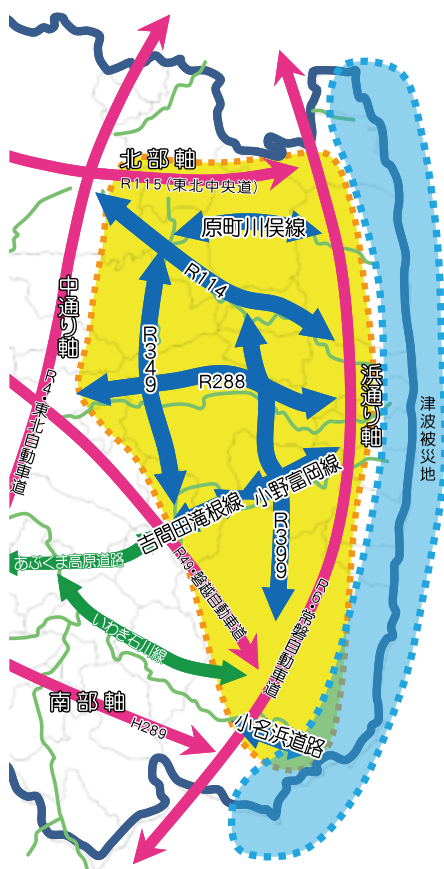 北部軸
R115(東北中央道)
原町川俣線
R114
中通り軸
R349
R288
浜通り軸
R4・東北自動車道
津波被災地
小野富岡線
吉間田滝根線
R399
あぶくま高原道路
R49・磐越自動車道
R6・常磐自動車道
いわき石川線
南部軸
H289
小名浜道路